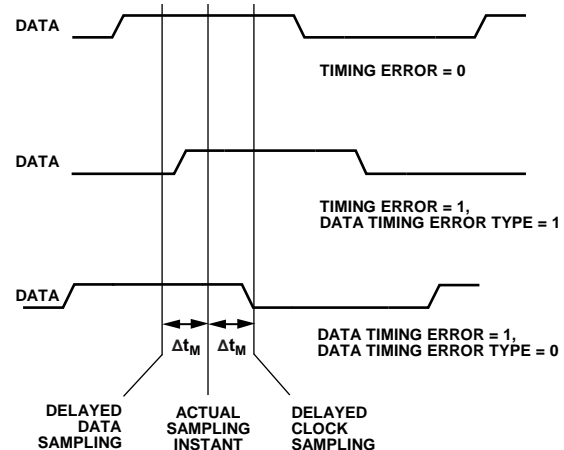 DATA
TIMING ERROR = 0
DATA
TIMING ERROR = 1,
DATA TIMING ERROR TYPE = 1
DATA
DATA TIMING ERROR = 1,
DATA TIMING ERROR TYPE = 0
ΔtM
ΔtM
DELAYED
DATA
SAMPLING
ACTUAL
SAMPLING
INSTANT
DELAYED
CLOCK
SAMPLING